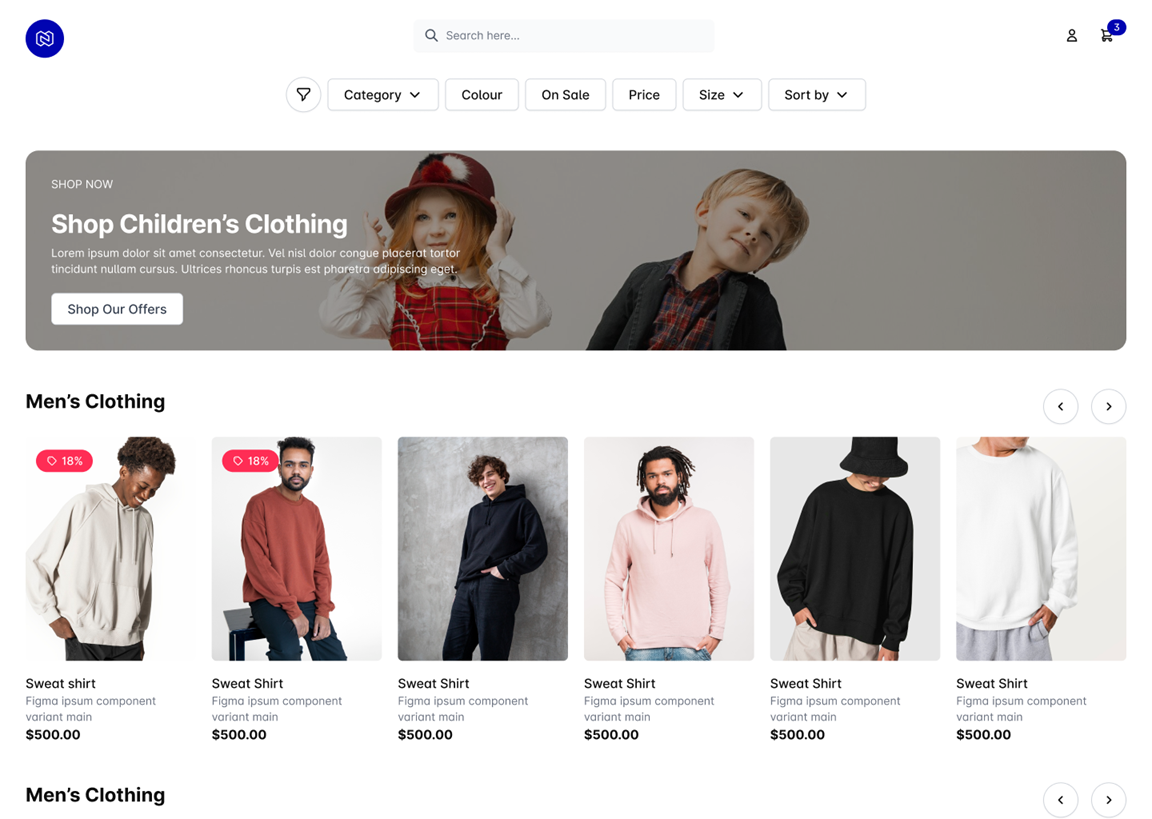 Search here...
3
Category
Colour
On Sale
Price
Size
Sort by
SHOP NOW
Shop Children’s Clothing
Lorem ipsum dolor sit amet consectetur. Vel nisl dolor congue placerat tortor
tincidunt nullam cursus. Ultrices rhoncus turpis est pharetra adipiscing eget.
Shop Our Offers
Men’s Clothing
18%
18%
Sweat shirt
Figma ipsum component
variant main
$500.00
Sweat Shirt
Figma ipsum component
variant main
$500.00
Sweat Shirt
Figma ipsum component
variant main
$500.00
Sweat Shirt
Figma ipsum component
variant main
$500.00
Sweat Shirt
Figma ipsum component
variant main
$500.00
Sweat Shirt
Figma ipsum component
variant main
$500.00
Men’s Clothing